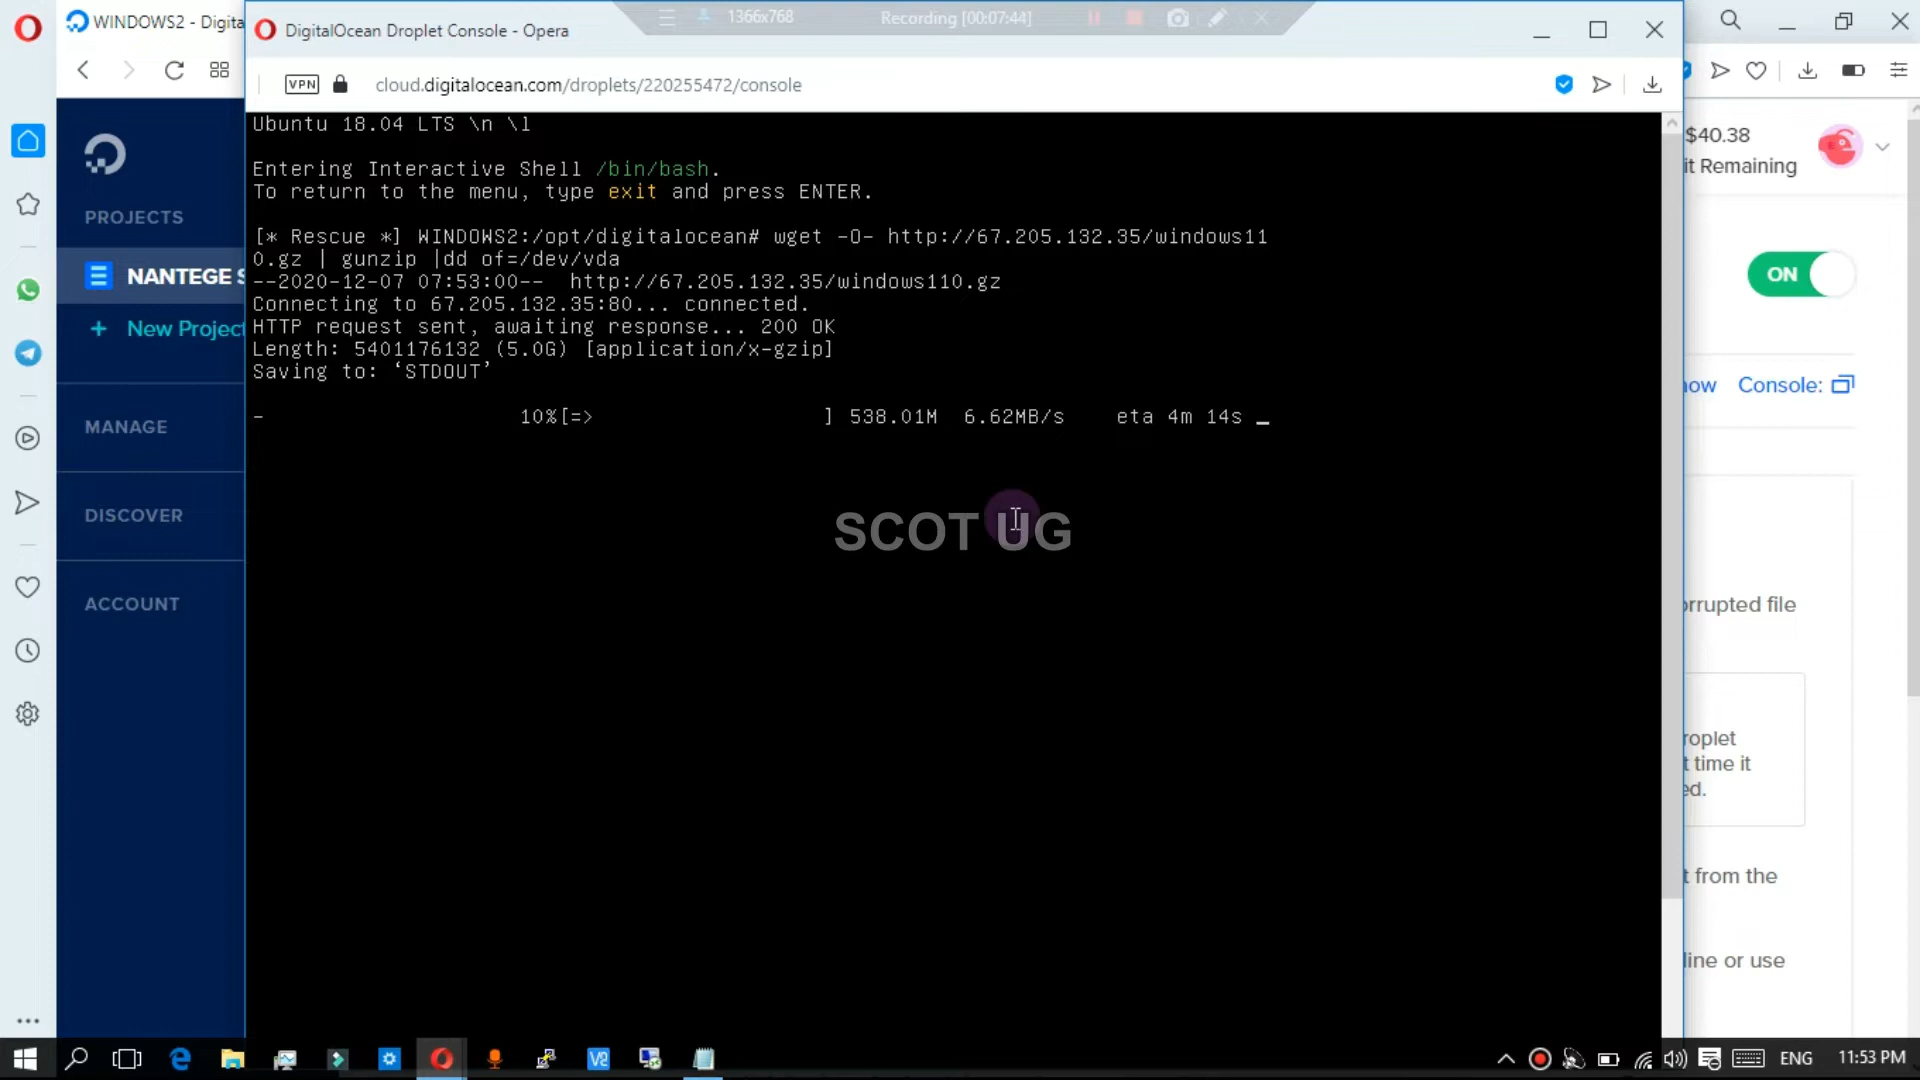 WINDOWS2 - Digita
DigitalOcean Droplet Console - Opera
1366x768
Recording [00:07:44]
VPN
cloud.digitalocean.com/droplets/220255472/console
Ubuntu 18.04 LTS \n \l
Entering Interactive Shell /bin/bash.
To return to the menu, type exit and press ENTER.
[* Rescue *] WINDOWS2:/opt/digitalocean# wget -O- http://67.205.132.35/windows11
0.gz | gunzip |dd of=/dev/vda
--2020-12-07 07:53:00-- http://67.205.132.35/windows110.gz
Connecting to 67.205.132.35:80... connected.
HTTP request sent, awaiting response... 200 OK
Length: 5401176132 (5.0G) [application/x-gzip]
Saving to: ‘STDOUT’
- 10%[=> ] 538.01M 6.62MB/s eta 4m 14s _
SCOT UG
PROJECTS
NANTEGE S
+ New Project
MANAGE
DISCOVER
ACCOUNT
$40.38
it Remaining
ON
now Console:
orrupted file
roplet
t time it
ed.
t from the
line or use
ENG
11:53 PM